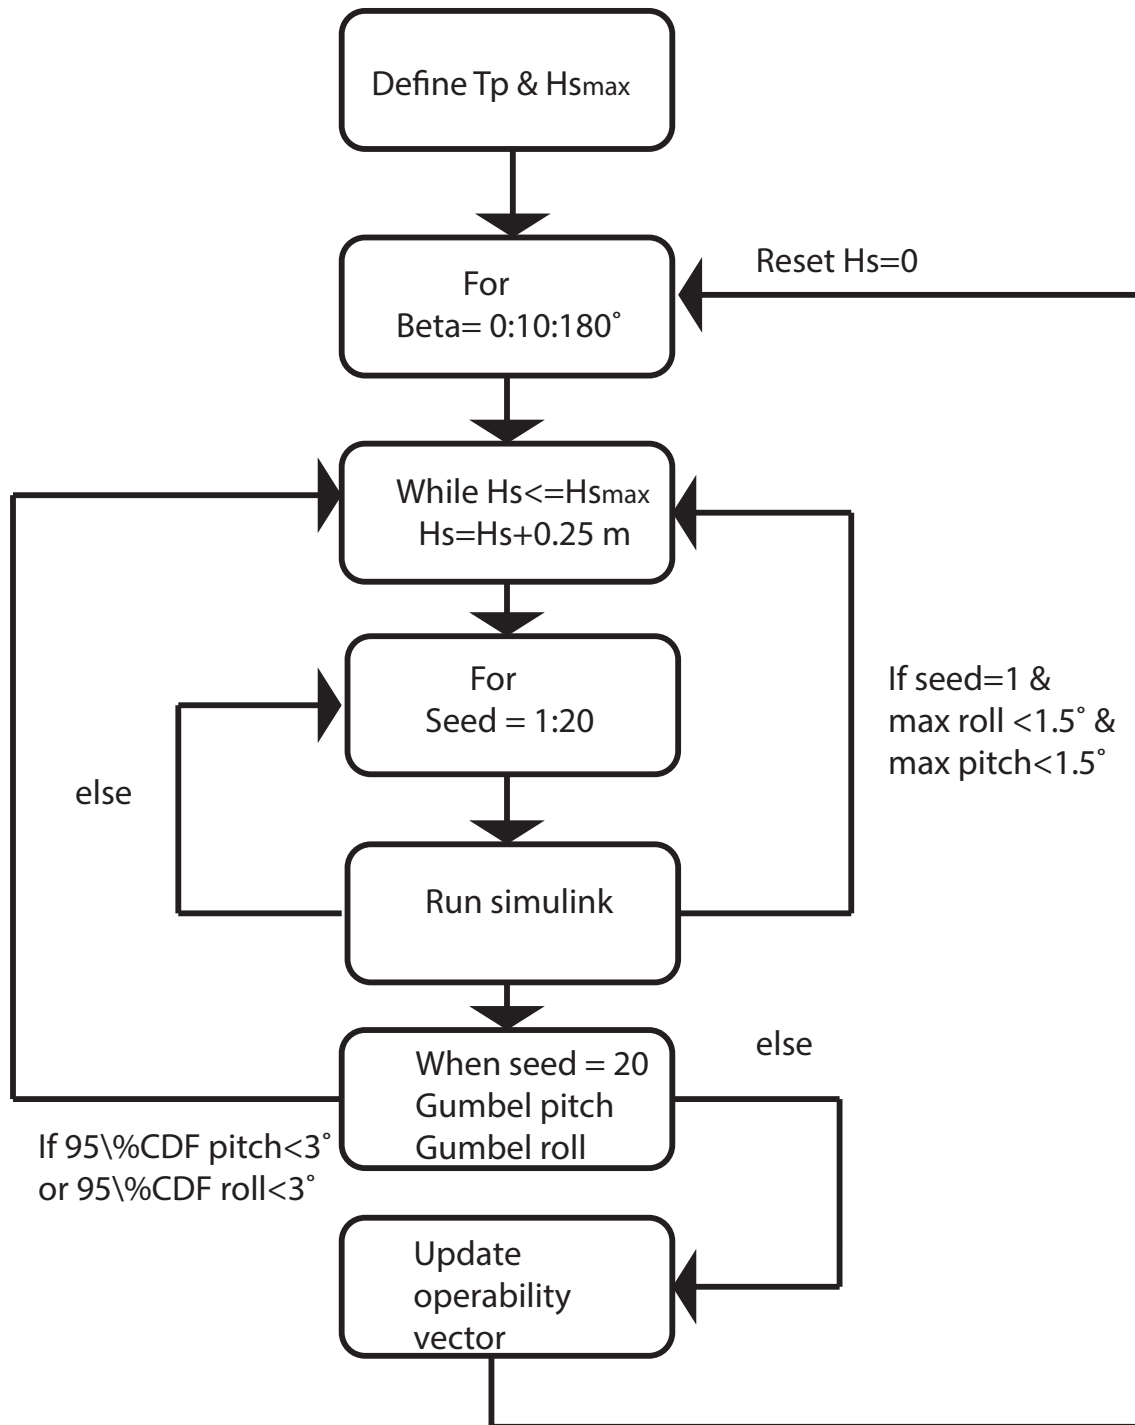 Define Tp & Hsmax
Reset Hs=0
For
Beta= 0:10:180˚
While Hs<=Hsmax
Hs=Hs+0.25 m
For
Seed = 1:20
If seed=1 &
max roll <1.5˚ &
max pitch<1.5˚
else
Run simulink
else
When seed = 20
Gumbel pitch
Gumbel roll
If 95\%CDF pitch<3˚
or 95\%CDF roll<3˚
Update
operability
vector